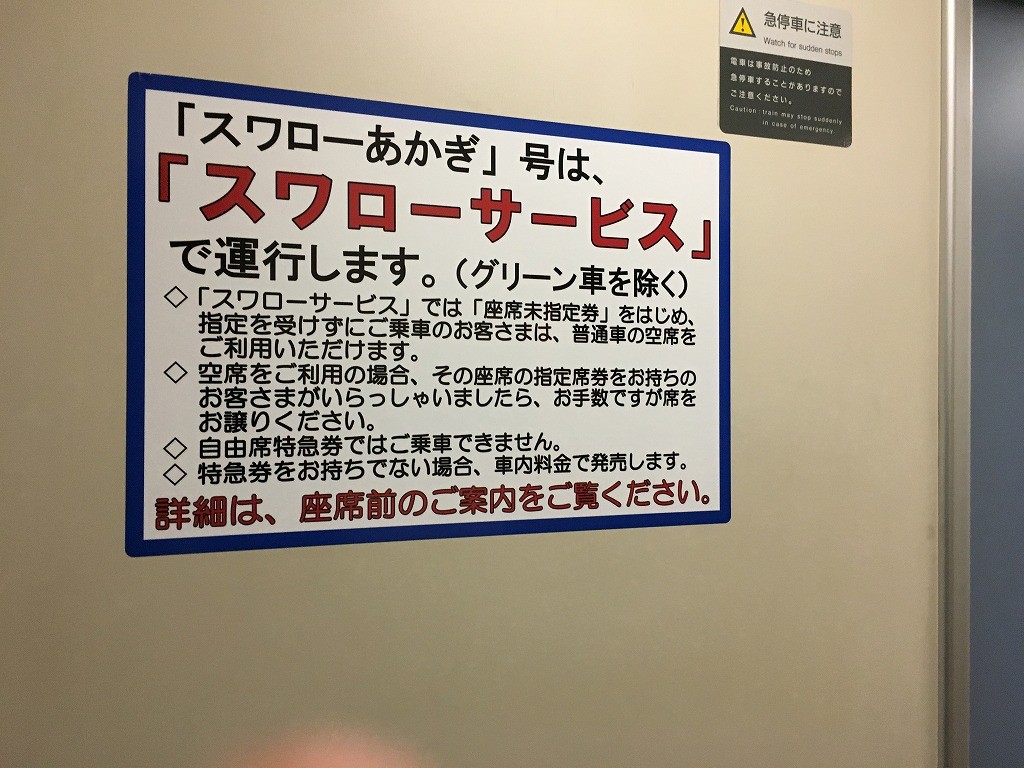 「スワローあかぎ」号は、
「スワローサービス」
で運行します。（グリーン車を除く）
◇「スワローサービス」では「座席未指定券」をはじめ、
指定を受けずにご乗車のお客さまは、普通車の空席を
ご利用いただけます。
◇ 空席をご利用の場合、その座席の指定席券をお持ちの
お客さまがいらっしゃいましたら、お手数ですが席を
お譲りください。
◇ 自由席特急券ではご乗車できません。
◇ 特急券をお持ちでない場合、車内料金で発売します。
詳細は、座席前のご案内をご覧ください。
急停車に注意
Watch for sudden stops
電車は事故防止のため
急停車することがありますので
ご注意ください。
Caution : train may stop suddenly
in case of emergency